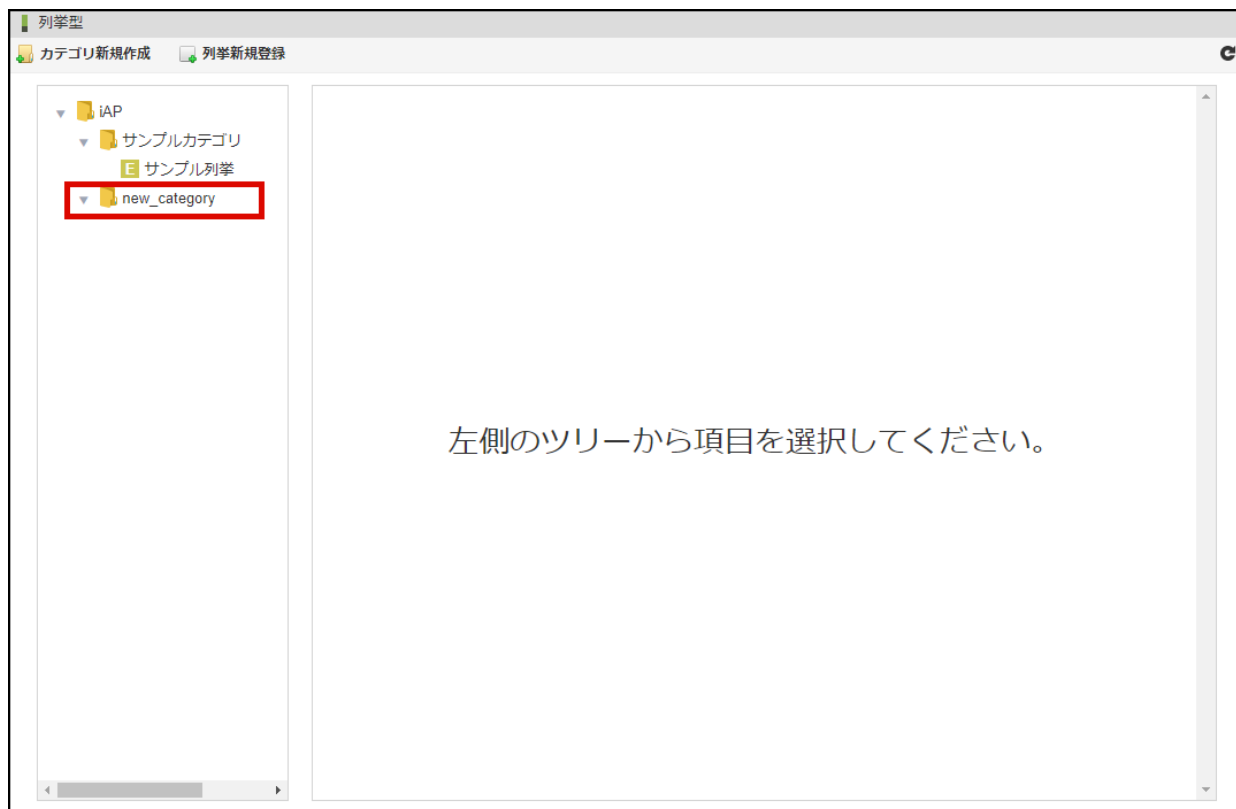 列挙型
カテゴリ新規作成 列挙新規登録
iAP
サンプルカテゴリ
E サンプル列挙
new_category
左側のツリーから項目を選択してください。